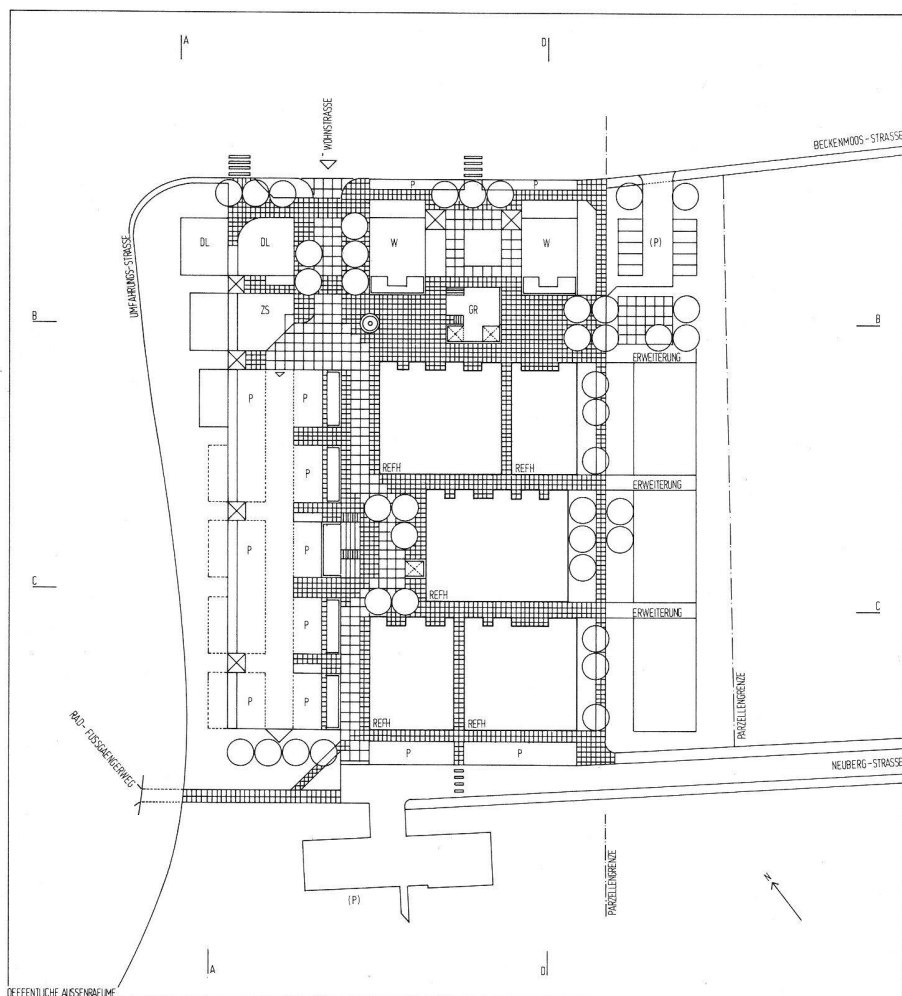 A
D
"WOHNSTRASSE
BECKENMOOS-STRASSE
P
P
UMFAHRUNGS-STRASSE
DL
DL
W
W
(P)
ZS
GR
B
B
ERWEITERUNG
P
P
REFH
REFH
ERWEITERUNG
P
P
C
REFH
C
ERWEITERUNG
P
RAD- FUSSGAENGERWEG
P
P
REFH
REFH
PARZELLENGRENZE
P
P
NEUBERG-STRASSE
(P)
PARZELLENGRENZE
N
A
D
OEFFENTLICHE AUSSENRAEUME